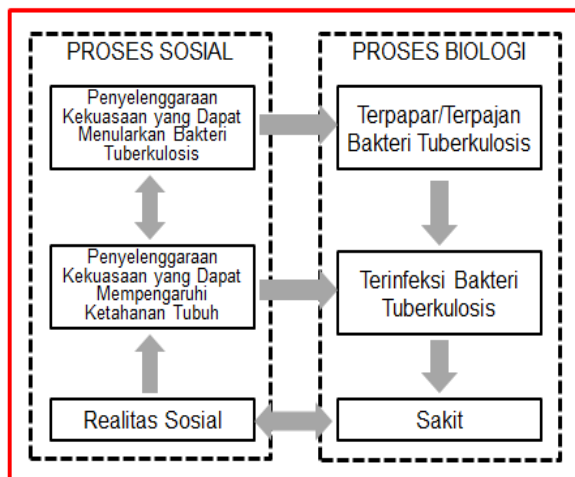 PROSES SOSIAL
Penyelenggaraan
Kekuasaan yang Dapat
Menularkan Bakteri
Tuberkulosis
Penyelenggaraan
Kekuasaan yang Dapat
Mempengaruhi
Ketahanan Tubuh
Realitas Sosial
PROSES BIOLOGI
Terpapar/Terpajan
Bakteri Tuberkulosis
Terinfeksi Bakteri
Tuberkulosis
Sakit